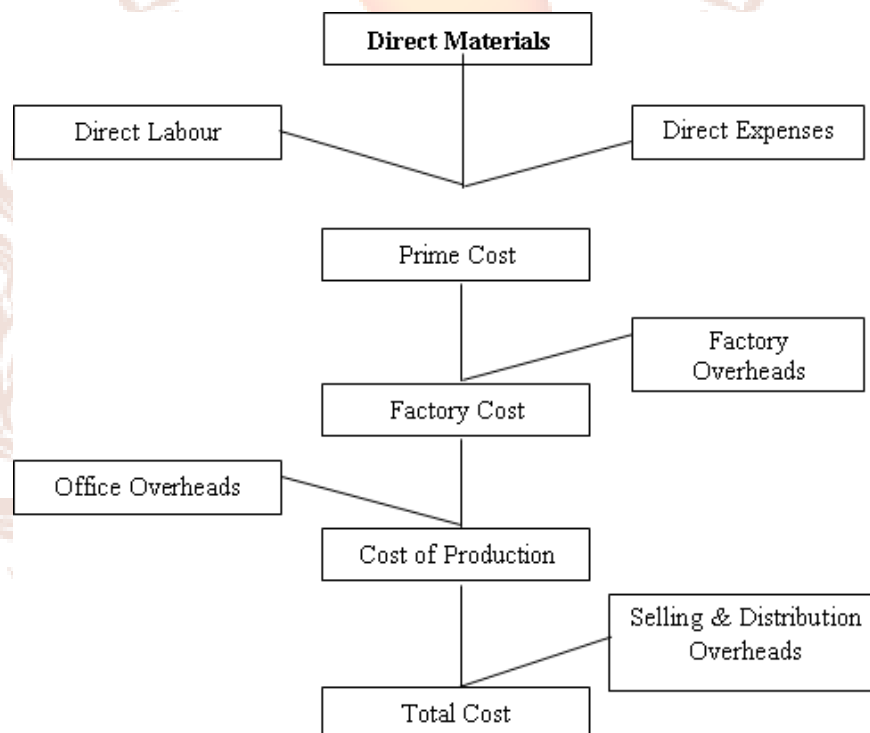 Direct Materials
Direct Labour
Direct Expenses
Prime Cost
Factory
Overheads
Factory Cost
Office Overheads
Cost of Production
Selling & Distribution
Overheads
Total Cost